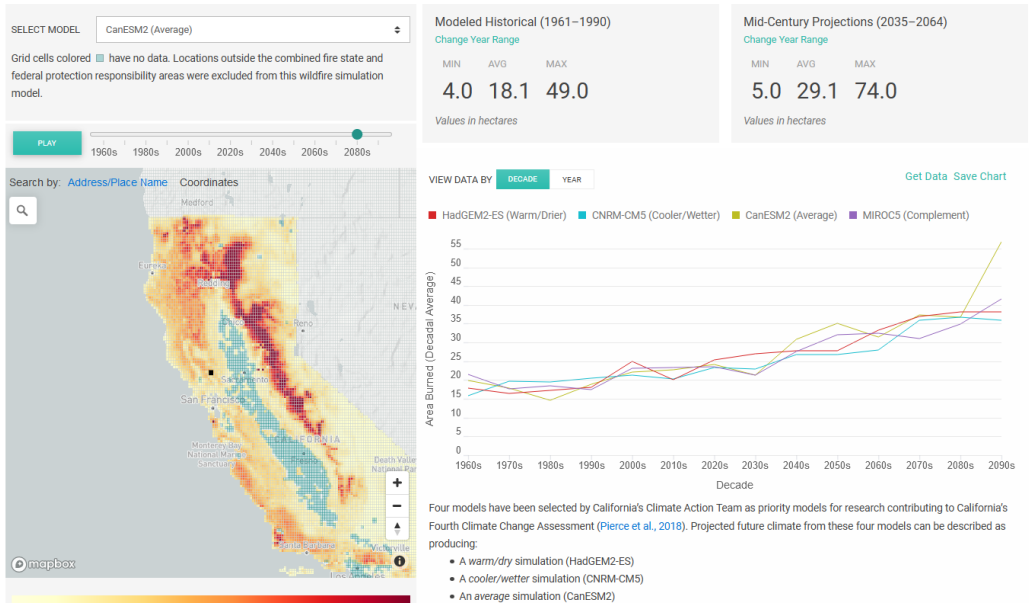 SELECT MODEL
CanESM2 (Average)
Grid cells colored have no data. Locations outside the combined fire state and
federal protection responsibility areas were excluded from this wildfire simulation
model.
Modeled Historical (1961–1990)
Change Year Range
MIN AVG MAX
4.0 18.1 49.0
Values in hectares
Mid-Century Projections (2035–2064)
Change Year Range
MIN AVG MAX
5.0 29.1 74.0
Values in hectares
PLAY
1960s 1980s 2000s 2020s 2040s 2060s 2080s
Search by: Address/Place Name Coordinates
Medford
Eureka
Redding
NEV
Chico
Reno
Sacramento
San Francisco
CALIFORNIA
Monterey Bay
National Marine
Sanctuary
Fresno
Death Valle
National Par
Santa Barbara
Victorville
Los Angeles
mapbox
VIEW DATA BY DECADE YEAR
Get Data Save Chart
HadGEM2-ES (Warm/Drier) CNRM-CM5 (Cooler/Wetter) CanESM2 (Average) MIROC5 (Complement)
Area Burned (Decadal Average)
55
50
45
40
35
30
25
20
15
10
5
0
1960s 1970s 1980s 1990s 2000s 2010s 2020s 2030s 2040s 2050s 2060s 2070s 2080s 2090s
Decade
Four models have been selected by California's Climate Action Team as priority models for research contributing to California's
Fourth Climate Change Assessment (Pierce et al., 2018). Projected future climate from these four models can be described as
producing:
• A warm/dry simulation (HadGEM2-ES)
• A cooler/wetter simulation (CNRM-CM5)
• An average simulation (CanESM2)